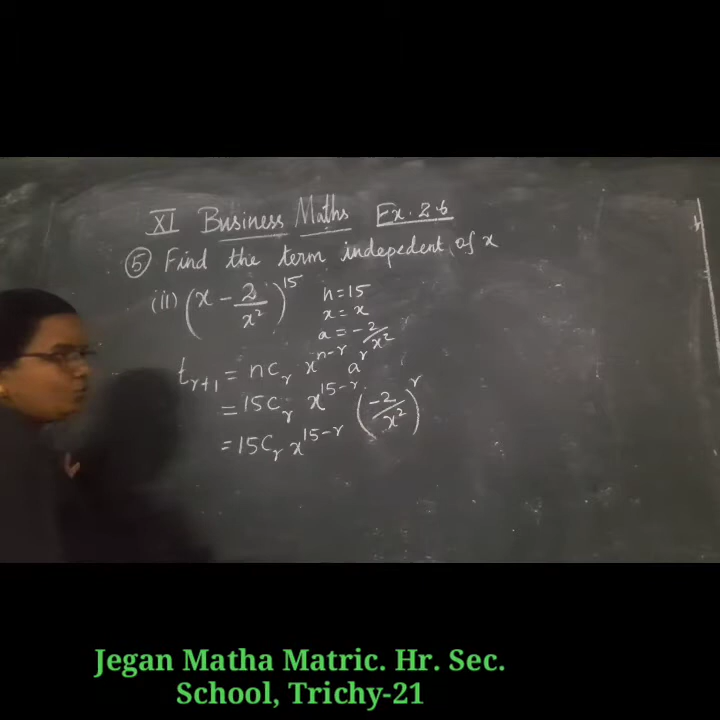 XI Business Maths Ex. 2.6
⑤ Find the term indepedent of x
(ii) (x - 2/x²)¹⁵ n=15
x = x
a = -2/x²
t_{r+1} = nC_r x^{n-r} a^r
= 15C_r x^{15-r} (-2/x²)^r
= 15C_r x^{15-r}
Jegan Matha Matric. Hr. Sec.
School, Trichy-21